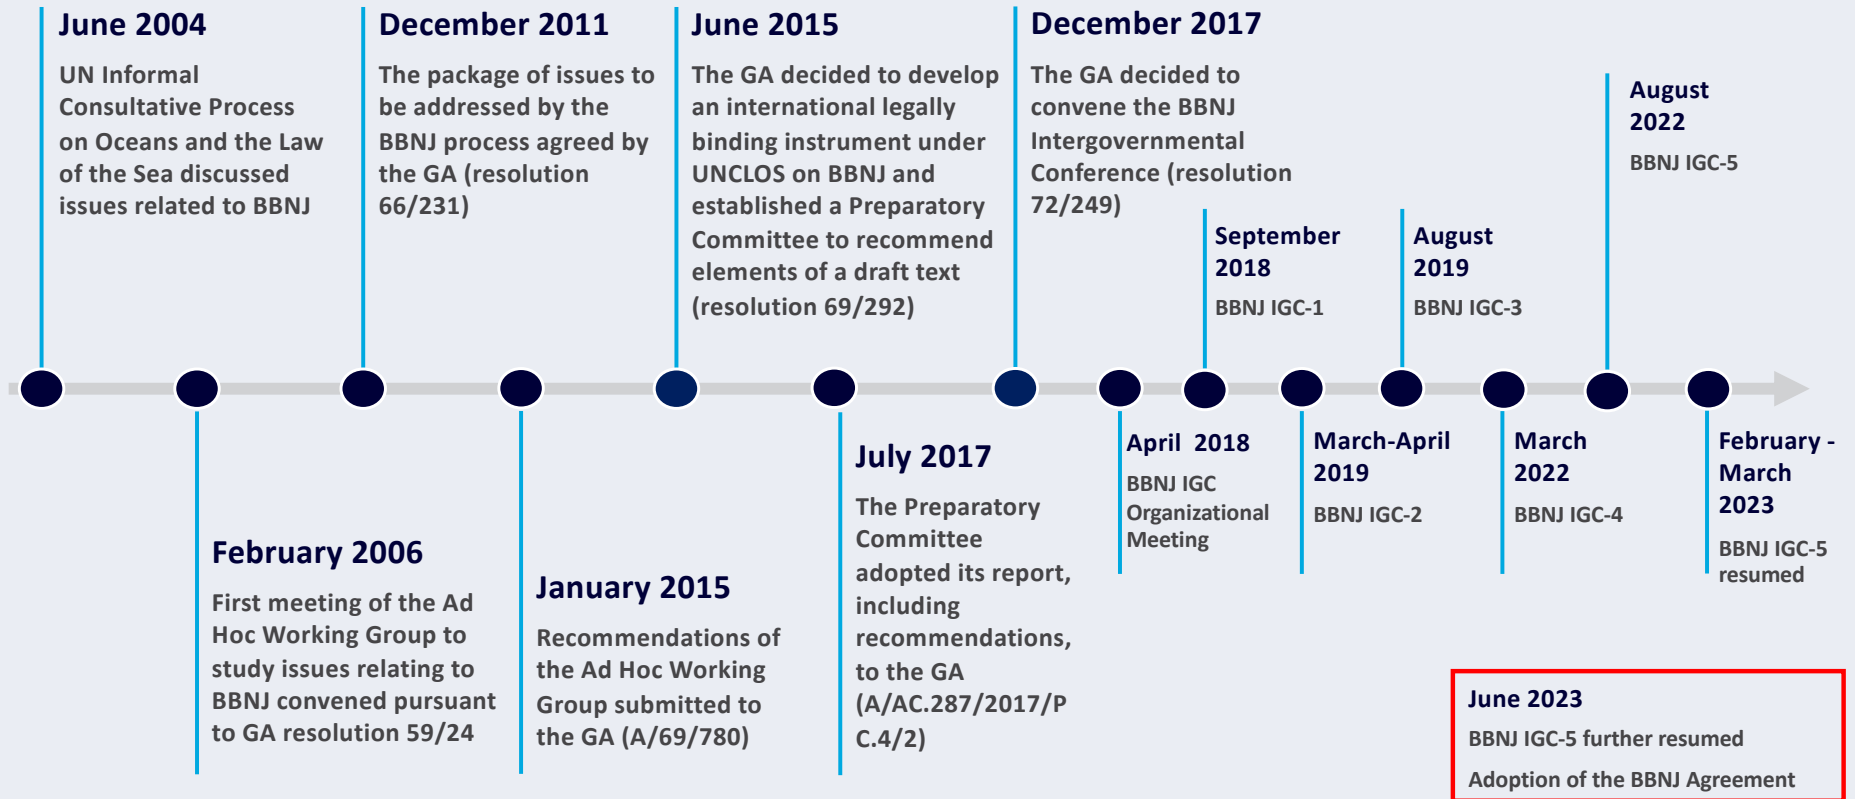 June 2004
UN Informal
Consultative Process
on Oceans and the Law
of the Sea discussed
issues related to BBNJ
February 2006
First meeting of the Ad
Hoc Working Group to
study issues relating to
BBNJ convened pursuant
to GA resolution 59/24
December 2011
The package of issues to
be addressed by the
BBNJ process agreed by
the GA (resolution
66/231)
January 2015
Recommendations of
the Ad Hoc Working
Group submitted to
the GA (A/69/780)
June 2015
The GA decided to develop
an international legally
binding instrument under
UNCLOS on BBNJ and
established a Preparatory
Committee to recommend
elements of a draft text
(resolution 69/292)
July 2017
The Preparatory
Committee
adopted its report,
including
recommendations,
to the GA
(A/AC.287/2017/P
C.4/2)
December 2017
The GA decided to
convene the BBNJ
Intergovernmental
Conference (resolution
72/249)
April 2018
BBNJ IGC
Organizational
Meeting
September
2018
BBNJ IGC-1
March-April
2019
BBNJ IGC-2
August
2019
BBNJ IGC-3
March
2022
BBNJ IGC-4
August
2022
BBNJ IGC-5
February -
March
2023
BBNJ IGC-5
resumed
June 2023
BBNJ IGC-5 further resumed
Adoption of the BBNJ Agreement